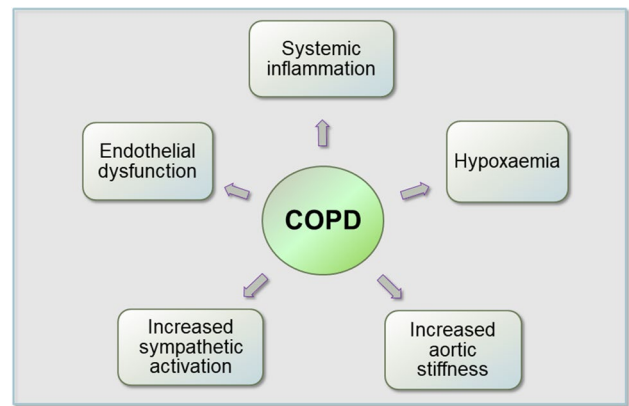 Systemic
inflammation
Endothelial
dysfunction
Hypoxaemia
COPD
Increased
sympathetic
activation
Increased
aortic
stiffness